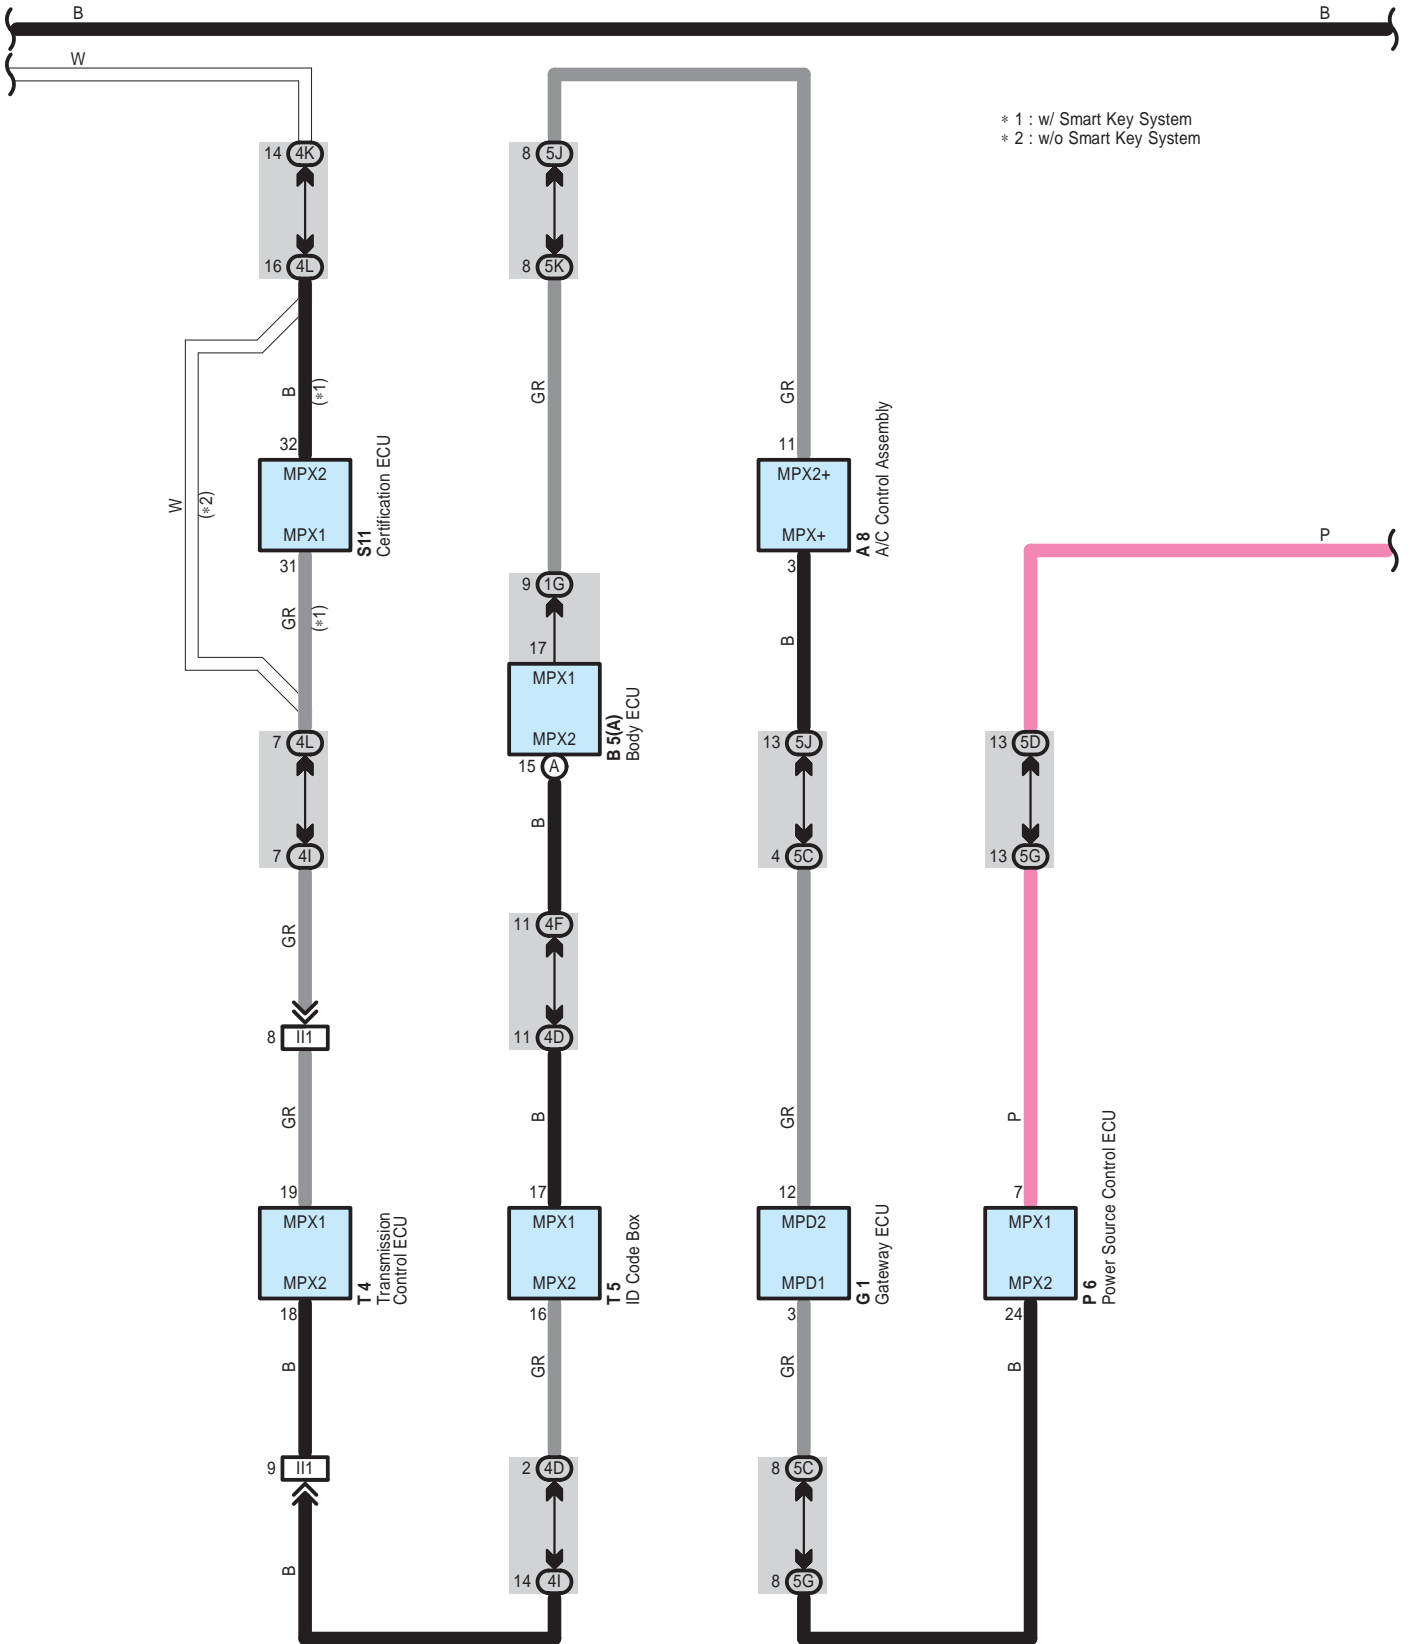 B
B
W
* 1 : w/ Smart Key System
* 2 : w/o Smart Key System
14 4K
8 5J
16 4L
8 5K
B
(*1)
GR
GR
32
MPX2
MPX1
31
S11
Certification ECU
W
(*2)
11
MPX2+
MPX+
3
A 8
A/C Control Assembly
P
GR
(*1)
9 1G
17
MPX1
MPX2
15 A
B 5(A)
Body ECU
B
7 4L
13 5J
13 5D
B
7 4I
4 5C
13 5G
GR
11 4F
8 II1
11 4D
GR
B
GR
P
19
MPX1
MPX2
18
T 4
Transmission
Control ECU
17
MPX1
MPX2
16
T 5
ID Code Box
12
MPD2
MPD1
3
G 1
Gateway ECU
7
MPX1
MPX2
24
P 6
Power Source Control ECU
B
GR
GR
B
9 II1
2 4D
8 5C
B
14 4I
8 5G